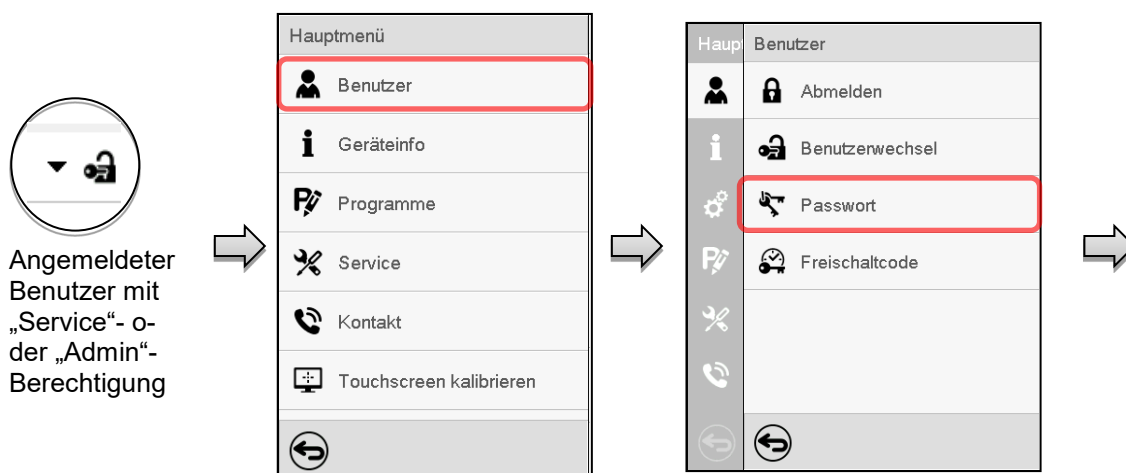 Angemeldeter
Benutzer mit
„Service“- o-
der „Admin“-
Berechtigung
Hauptmenü
Benutzer
Geräteinfo
Programme
Service
Kontakt
Touchscreen kalibrieren
Haupt
Benutzer
Abmelden
Benutzerwechsel
Passwort
Freischaltcode